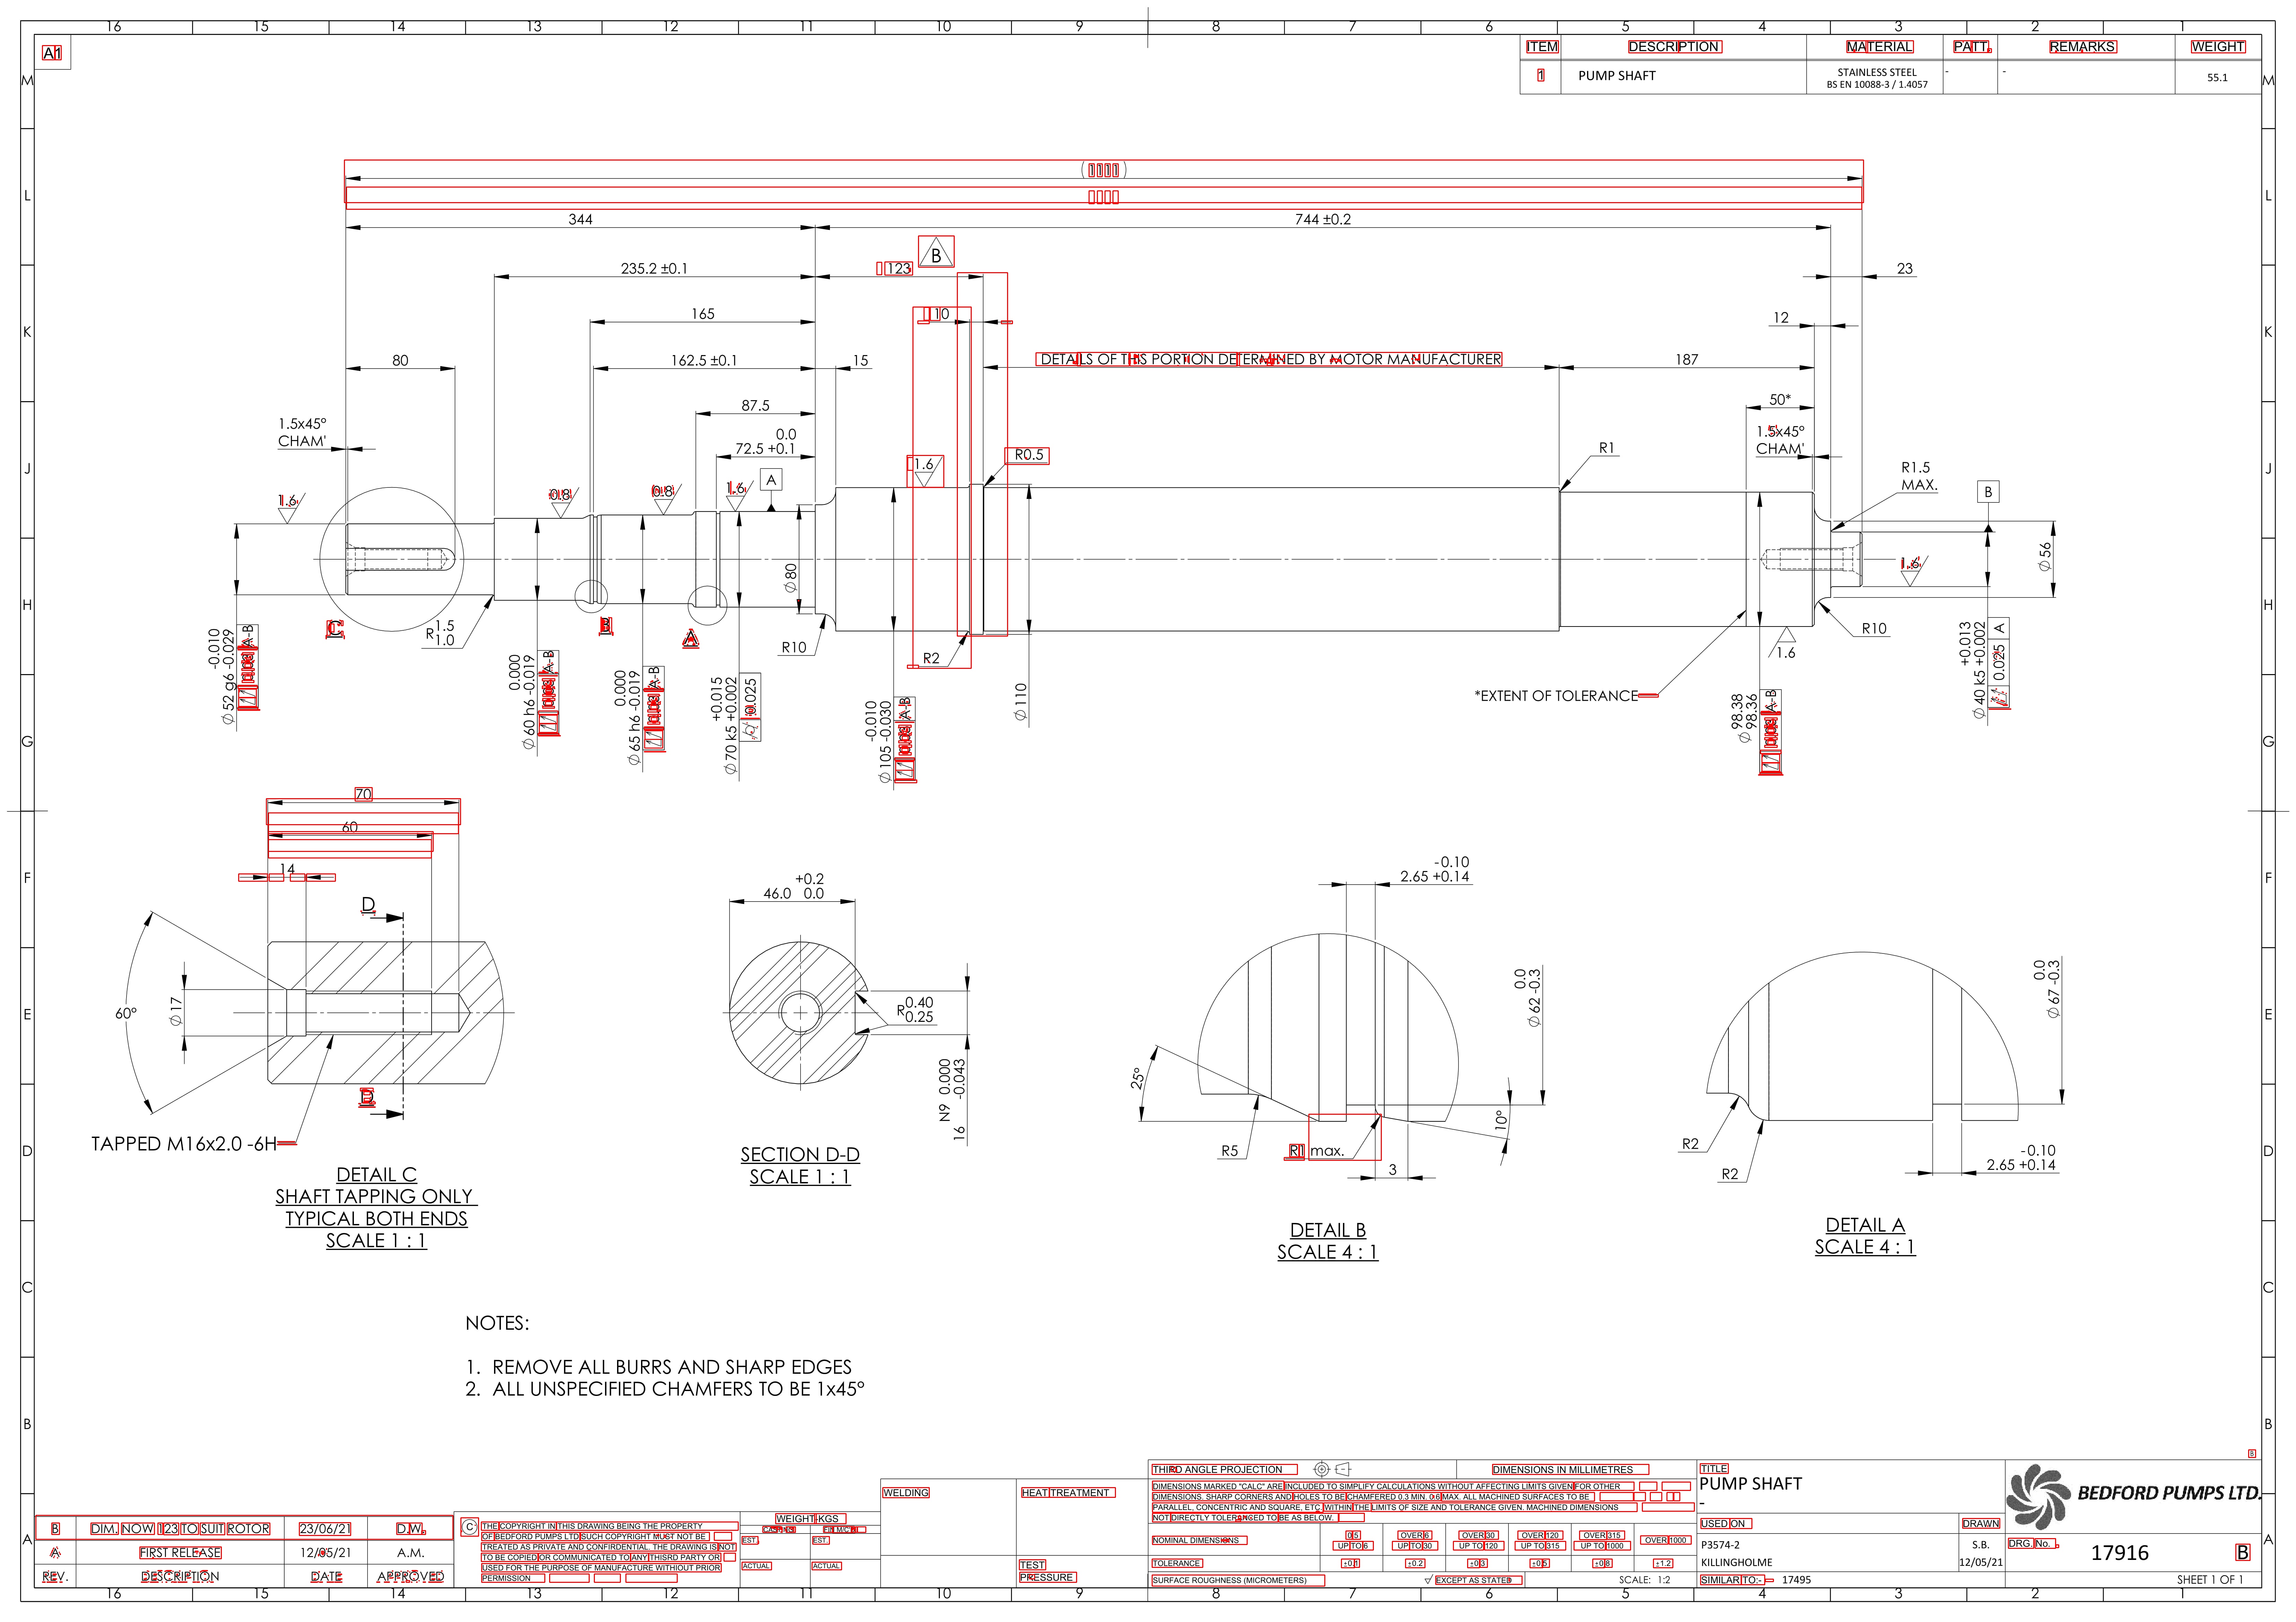 16 15 14 13 12 11 10 9 8 7 6 5 4 3 2 1
A1
ITEM DESCRIPTION MATERIAL PATT. REMARKS WEIGHT
1 PUMP SHAFT STAINLESS STEEL - - 55.1
BS EN 10088-3 / 1.4057
M M
(1111)
L L
344 744 ±0.2
B
235.2 ±0.1 123 23
165 110 12
K K
DETAILS OF THIS PORTION DETERMINED BY MOTOR MANUFACTURER
80 162.5 ±0.1 15 187
87.5 50*
1.5x45° 1.5x45°
CHAM' CHAM'
0.0
72.5 +0.1
R0.5 R1
J J
1.6 0.8 0.8 1.6 A 1.6
R1.5
MAX.
B
Ø 80 1.6 Ø 56
H H
C B A
R1.5
1.0
R10 R2 R10
1.6
-0.010
Ø 52 g6 -0.029
A-B
0.000
Ø 60 h6 -0.019
A-B
0.000
Ø 65 h6 -0.019
A-B
+0.015
Ø 70 k5 +0.002
0.025
-0.010
Ø 105 -0.030
A-B
Ø 110
*EXTENT OF TOLERANCE
98.38
Ø 98.36
A-B
+0.013
Ø 40 k5 +0.002
0.025 A
G G
70
60
14
F F
D
60°
Ø 17
D
TAPPED M16x2.0 -6H
DETAIL C
SHAFT TAPPING ONLY
TYPICAL BOTH ENDS
SCALE 1 : 1
+0.2
46.0 0.0
R0.40
0.25
N9 0.000
16 -0.043
SECTION D-D
SCALE 1 : 1
-0.10
2.65 +0.14
0.0
Ø 62 -0.3
25°
10°
R5 R1 max.
3
DETAIL B
SCALE 4 : 1
0.0
Ø 67 -0.3
R2
R2
-0.10
2.65 +0.14
DETAIL A
SCALE 4 : 1
E E
D D
C C
NOTES:
1. REMOVE ALL BURRS AND SHARP EDGES
2. ALL UNSPECIFIED CHAMFERS TO BE 1x45°
B B
A A
B DIM. NOW 123 TO SUIT ROTOR 23/06/21 D.W.
A FIRST RELEASE 12/05/21 A.M.
REV. DESCRIPTION DATE APPROVED
© THE COPYRIGHT IN THIS DRAWING BEING THE PROPERTY
OF BEDFORD PUMPS LTD SUCH COPYRIGHT MUST NOT BE
TREATED AS PRIVATE AND CONFIRDENTIAL. THE DRAWING IS NOT
TO BE COPIED OR COMMUNICATED TO ANY THISRD PARTY OR
USED FOR THE PURPOSE OF MANUFACTURE WITHOUT PRIOR
PERMISSION
WEIGHT-KGS
EST. EST.
ACTUAL ACTUAL
WELDING HEAT TREATMENT
TEST
PRESSURE
THIRD ANGLE PROJECTION DIMENSIONS IN MILLIMETRES
DIMENSIONS MARKED "CALC" ARE INCLUDED TO SIMPLIFY CALCULATIONS WITHOUT AFFECTING LIMITS GIVEN FOR OTHER
DIMENSIONS. SHARP CORNERS AND HOLES TO BE CHAMFERED 0.3 MIN. 0.6 MAX. ALL MACHINED SURFACES TO BE
PARALLEL, CONCENTRIC AND SQUARE, ETC. WITHIN THE LIMITS OF SIZE AND TOLERANCE GIVEN. MACHINED DIMENSIONS
NOT DIRECTLY TOLERANCED TO BE AS BELOW.
NOMINAL DIMENSIONS 0.5 OVER 6 OVER 30 OVER 120 OVER 315 OVER 1000
UP TO 6 UP TO 30 UP TO 120 UP TO 315 UP TO 1000
TOLERANCE ±0.1 ±0.2 ±0.3 ±0.5 ±0.8 ±1.2
SURFACE ROUGHNESS (MICROMETERS) EXCEPT AS STATED SCALE: 1:2
TITLE
PUMP SHAFT
-
USED ON
P3574-2
KILLINGHOLME
SIMILAR TO:- 17495
DRAWN
S.B.
12/05/21
BEDFORD PUMPS LTD.
DRG. No.
17916 B
SHEET 1 OF 1
16 15 14 13 12 11 10 9 8 7 6 5 4 3 2 1